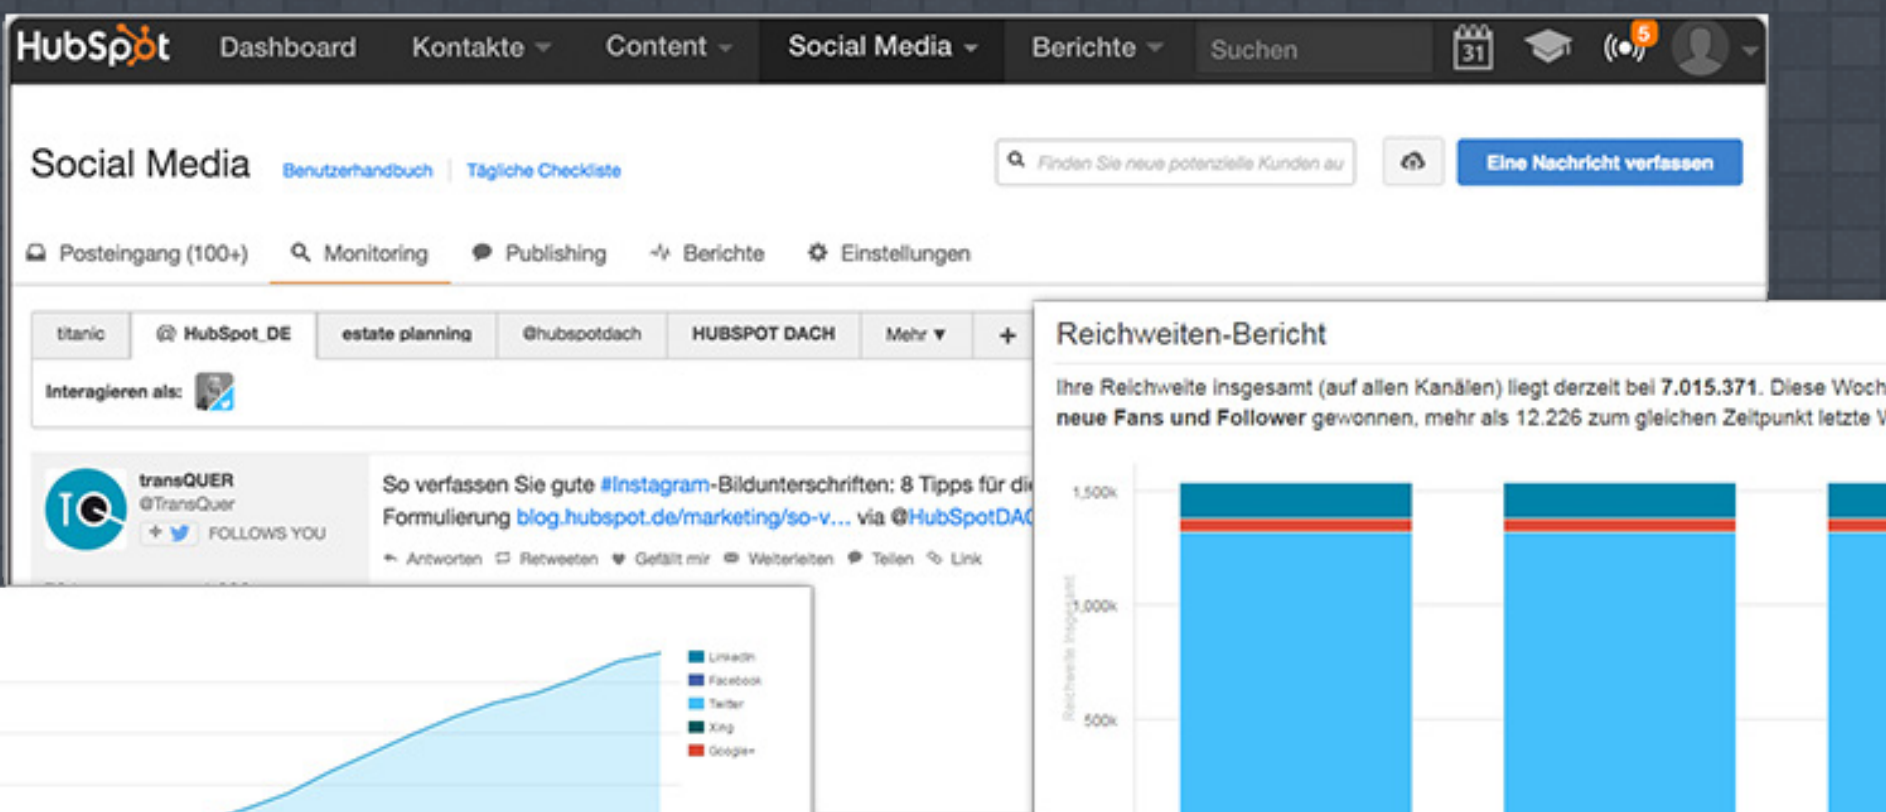 HubSpot Dashboard Kontakte Content Social Media Berichte Suchen 31 5
Social Media Benutzerhandbuch Tägliche Checkliste Finden Sie neue potenzielle Kunden au Eine Nachricht verfassen
Posteingang (100+) Monitoring Publishing Berichte Einstellungen
titanic @ HubSpot_DE estate planning @hubspotdach HUBSPOT DACH Mehr ▼ +
Interagieren als:
TQ
transQUER
@TransQuer
+ FOLLOWS YOU
So verfassen Sie gute #Instagram-Bildunterschriften: 8 Tipps für die
Formulierung blog.hubspot.de/marketing/so-v... via @HubSpotDAC
Antworten Retweeten Gefällt mir Weiterleiten Teilen Link
Reichweiten-Bericht
Ihre Reichweite insgesamt (auf allen Kanälen) liegt derzeit bei 7.015.371. Diese Woch
neue Fans und Follower gewonnen, mehr als 12.226 zum gleichen Zeitpunkt letzte W
1,500k
1,000k
500k
Reichweite Insgesamt
LinkedIn
Facebook
Twitter
Xing
Google+